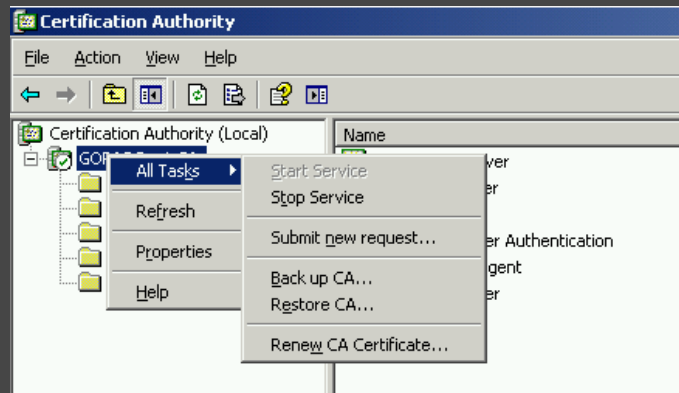 Certification Authority
File Action View Help
Certification Authority (Local)
Name
All Tasks
Refresh
Properties
Help
Start Service
Stop Service
Submit new request...
Back up CA...
Restore CA...
Renew CA Certificate...
ver
er
er Authentication
gent
er